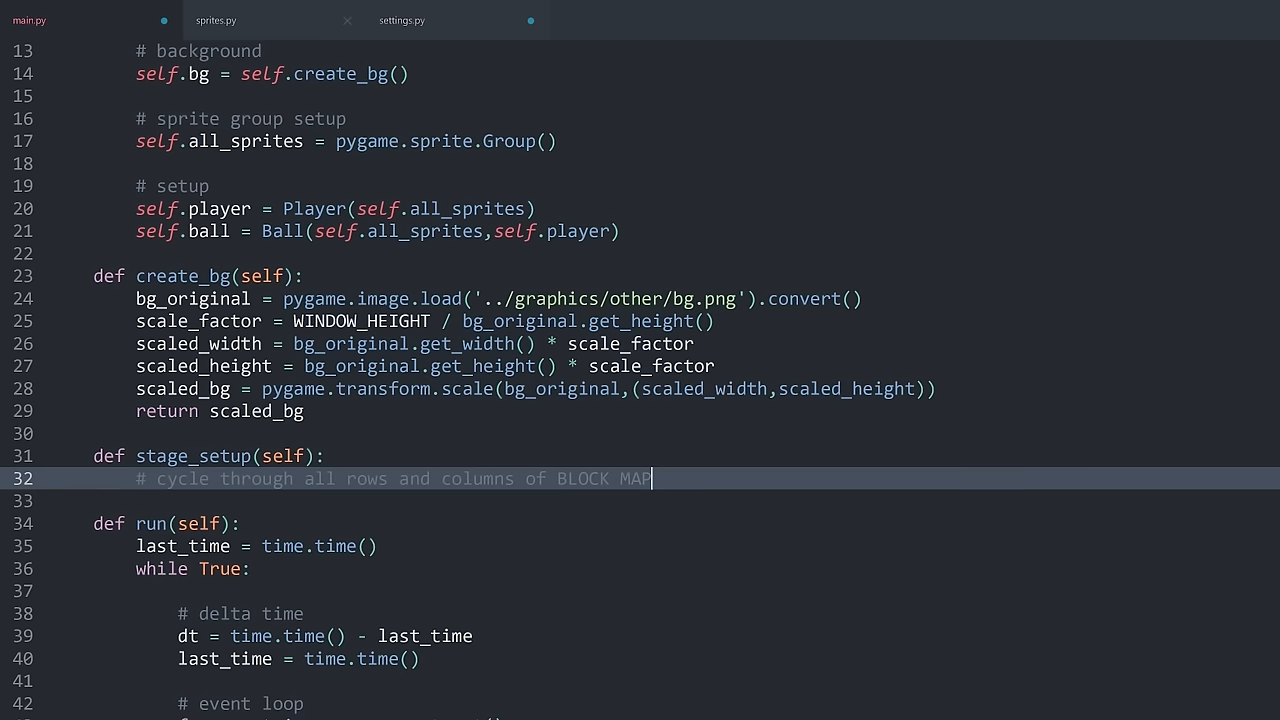 main.py sprites.py × settings.py
13 # background
14 self.bg = self.create_bg()
15
16 # sprite group setup
17 self.all_sprites = pygame.sprite.Group()
18
19 # setup
20 self.player = Player(self.all_sprites)
21 self.ball = Ball(self.all_sprites,self.player)
22
23 def create_bg(self):
24 bg_original = pygame.image.load('../graphics/other/bg.png').convert()
25 scale_factor = WINDOW_HEIGHT / bg_original.get_height()
26 scaled_width = bg_original.get_width() * scale_factor
27 scaled_height = bg_original.get_height() * scale_factor
28 scaled_bg = pygame.transform.scale(bg_original,(scaled_width,scaled_height))
29 return scaled_bg
30
31 def stage_setup(self):
32 # cycle through all rows and columns of BLOCK MAP
33
34 def run(self):
35 last_time = time.time()
36 while True:
37
38 # delta time
39 dt = time.time() - last_time
40 last_time = time.time()
41
42 # event loop